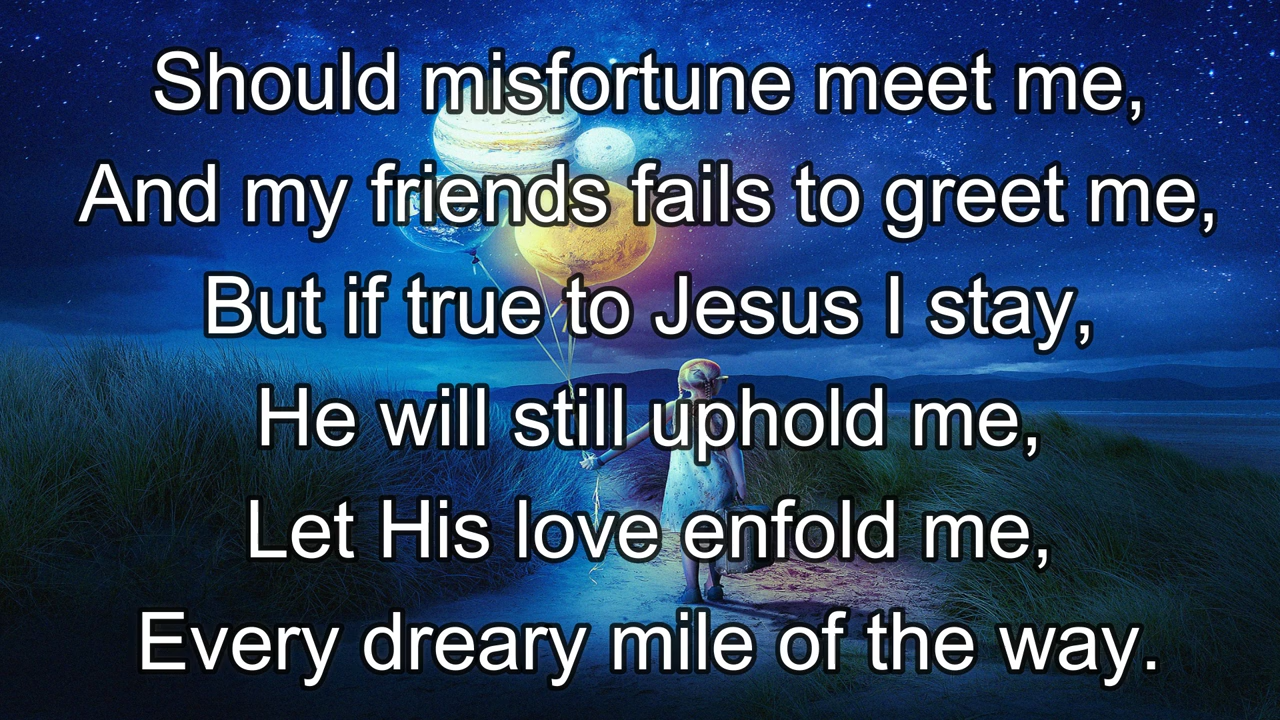 Should misfortune meet me,
And my friends fails to greet me,
But if true to Jesus I stay,
He will still uphold me,
Let His love enfold me,
Every dreary mile of the way.